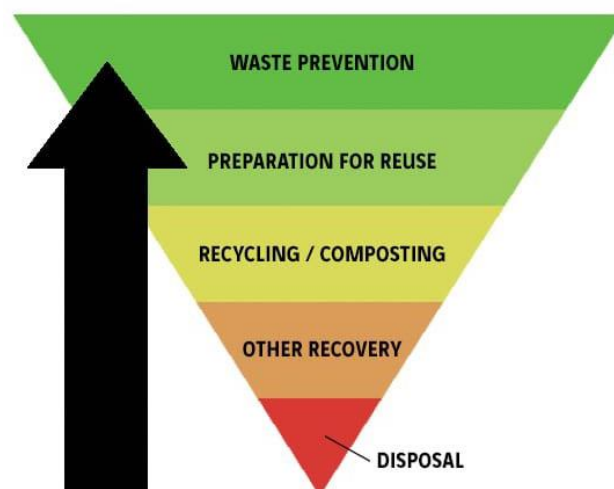 WASTE PREVENTION
PREPARATION FOR REUSE
RECYCLING / COMPOSTING
OTHER RECOVERY
DISPOSAL